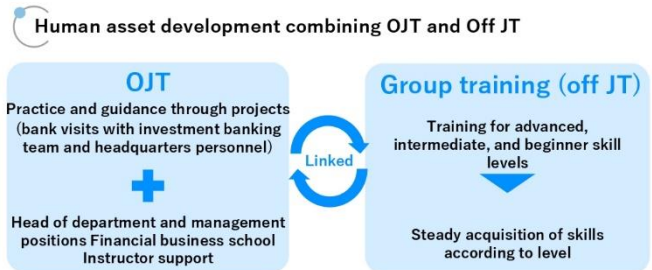 Human asset development combining OJT and Off JT
OJT
Practice and guidance through projects
(bank visits with investment banking
team and headquarters personnel)
Head of department and management
positions Financial business school
Instructor support
Linked
Group training (off JT)
Training for advanced,
intermediate, and beginner skill
levels
Steady acquisition of skills
according to level